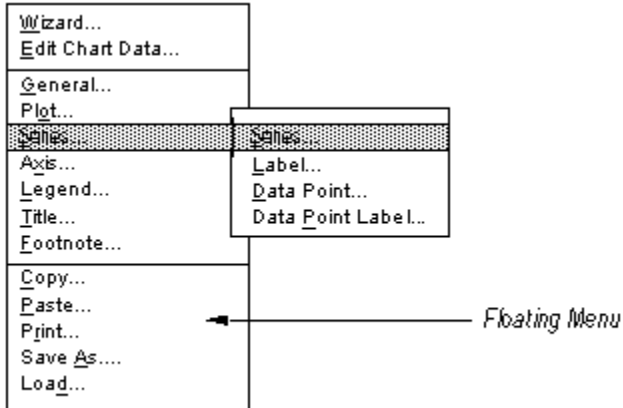 Wizard...
Edit Chart Data...
General...
Plot...
Series...
Axis...
Legend...
Title...
Footnote...
Copy...
Paste...
Print...
Save As....
Load...
Series...
Label...
Data Point...
Data Point Label...
Floating Menu